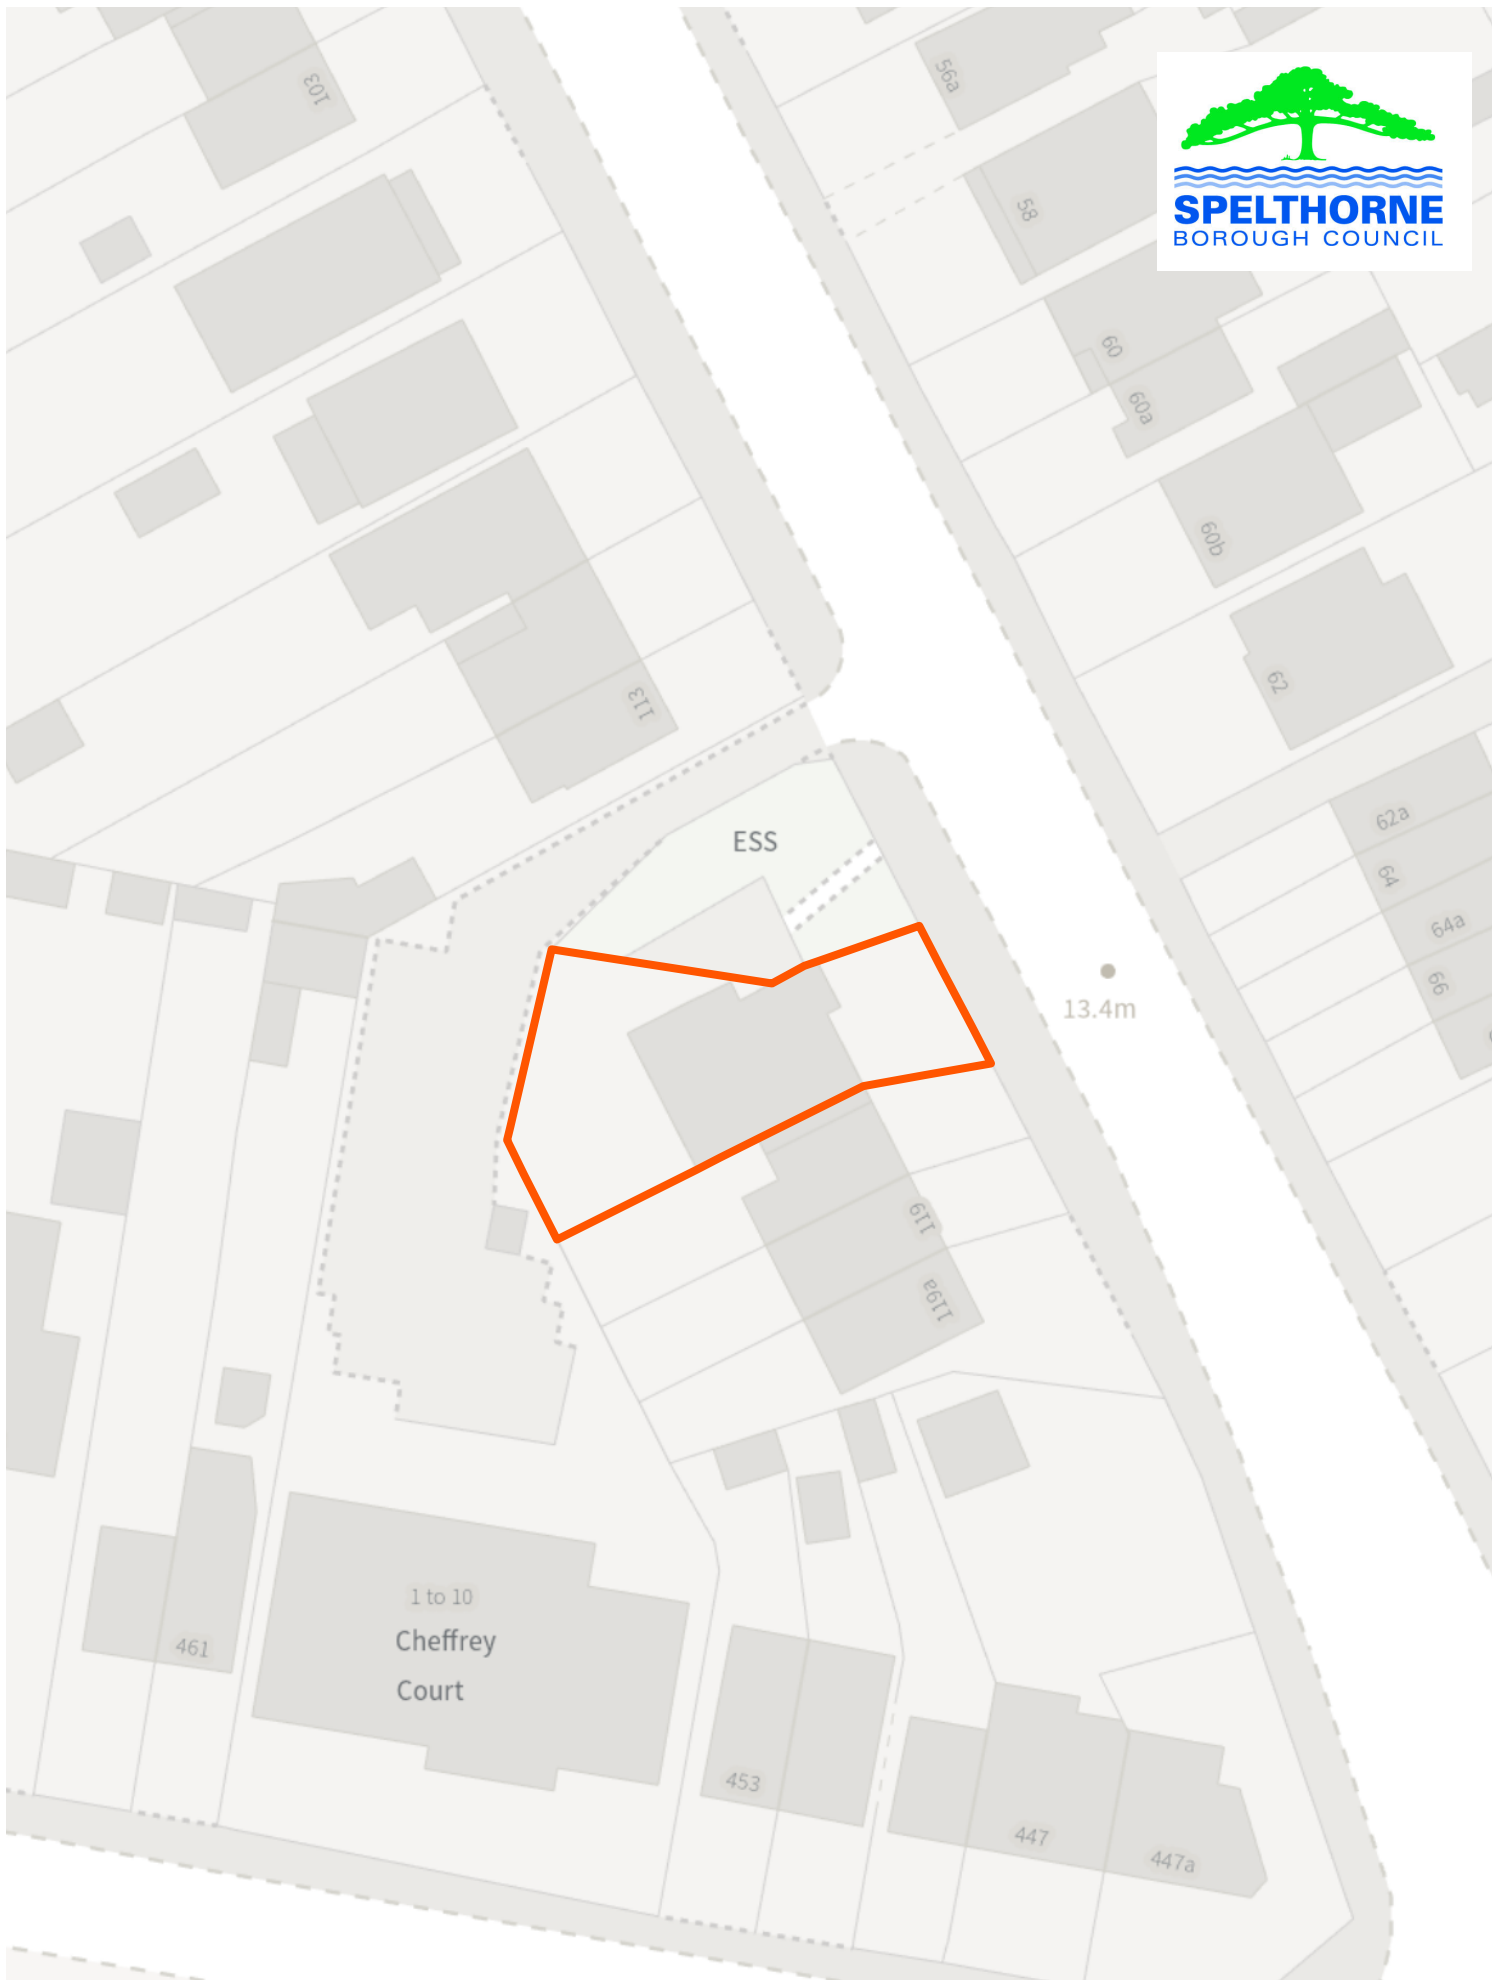 103
56a
SPELTHORNE
BOROUGH COUNCIL
58
60
60a
60b
62
113
62a
ESS
64
64a
66
13.4m
119
119a
1 to 10
Cheffrey
Court
461
453
447
447a